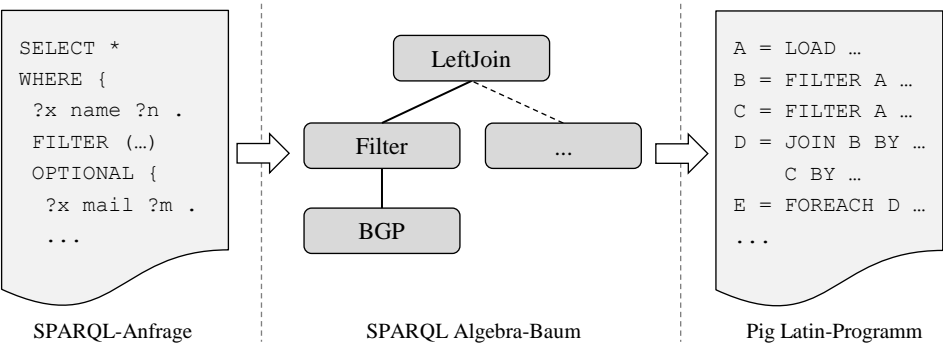 SELECT *
WHERE {
?x name ?n .
FILTER (…)
OPTIONAL {
?x mail ?m .
...
SPARQL-Anfrage
LeftJoin
Filter
...
BGP
SPARQL Algebra-Baum
A = LOAD …
B = FILTER A …
C = FILTER A …
D = JOIN B BY …
C BY …
E = FOREACH D …
...
Pig Latin-Programm